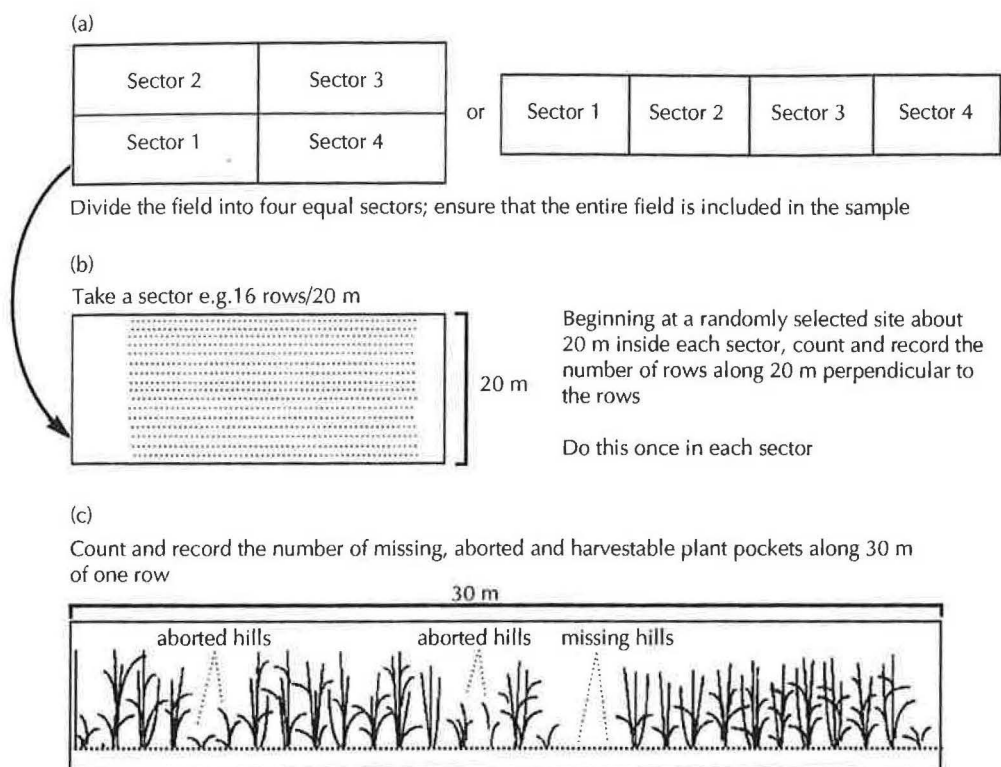 (a)
Sector 2
Sector 3
Sector 1
Sector 4
or
Sector 1
Sector 2
Sector 3
Sector 4
Divide the field into four equal sectors; ensure that the entire field is included in the sample
(b)
Take a sector e.g.16 rows/20 m
20 m
Beginning at a randomly selected site about
20 m inside each sector, count and record the
number of rows along 20 m perpendicular to
the rows
Do this once in each sector
(c)
Count and record the number of missing, aborted and harvestable plant pockets along 30 m
of one row
30 m
aborted hills
aborted hills
missing hills